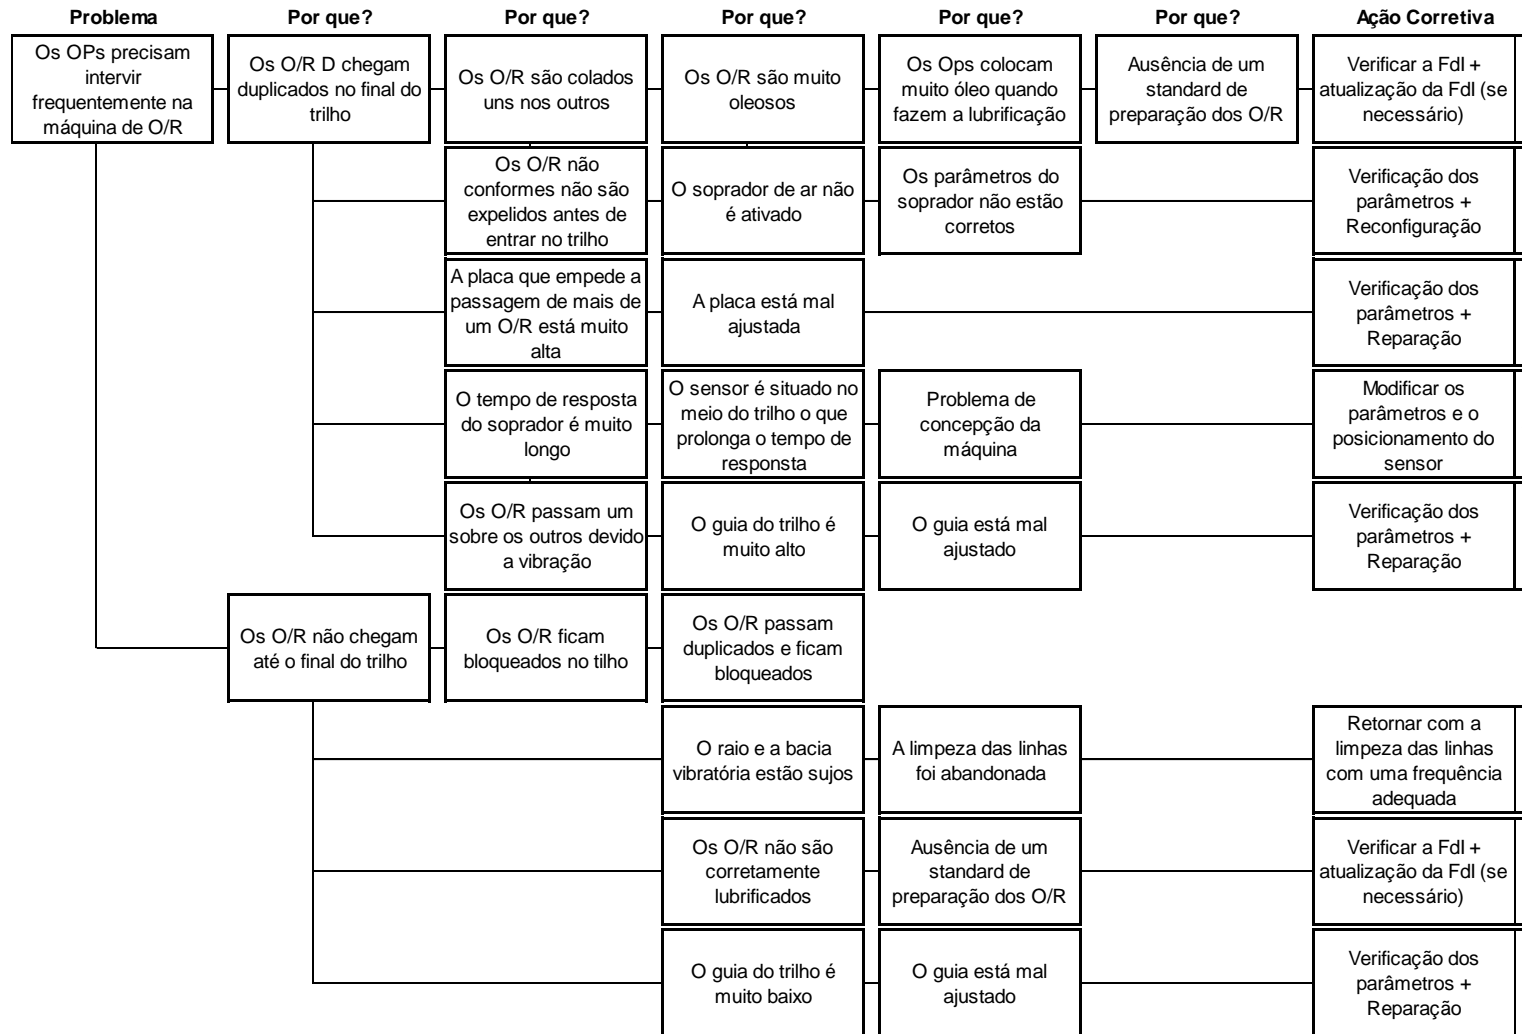 Problema
Por que?
Por que?
Por que?
Por que?
Por que?
Ação Corretiva
Os OPs precisam
intervir
frequentemente na
máquina de O/R
Os O/R D chegam
duplicados no final do
trilho
Os O/R são colados
uns nos outros
Os O/R são muito
oleosos
Os Ops colocam
muito óleo quando
fazem a lubrificação
Ausência de um
standard de
preparação dos O/R
Verificar a FdI +
atualização da FdI (se
necessário)
Os O/R não
conformes não são
expelidos antes de
entrar no trilho
O soprador de ar não
é ativado
Os parâmetros do
soprador não estão
corretos
Verificação dos
parâmetros +
Reconfiguração
A placa que empede a
passagem de mais de
um O/R está muito
alta
A placa está mal
ajustada
Verificação dos
parâmetros +
Reparação
O tempo de resposta
do soprador é muito
longo
O sensor é situado no
meio do trilho o que
prolonga o tempo de
responsta
Problema de
concepção da
máquina
Modificar os
parâmetros e o
posicionamento do
sensor
Os O/R passam um
sobre os outros devido
a vibração
O guia do trilho é
muito alto
O guia está mal
ajustado
Verificação dos
parâmetros +
Reparação
Os O/R não chegam
até o final do trilho
Os O/R ficam
bloqueados no tilho
Os O/R passam
duplicados e ficam
bloqueados
O raio e a bacia
vibratória estão sujos
A limpeza das linhas
foi abandonada
Retornar com a
limpeza das linhas
com uma frequência
adequada
Os O/R não são
corretamente
lubrificados
Ausência de um
standard de
preparação dos O/R
Verificar a FdI +
atualização da FdI (se
necessário)
O guia do trilho é
muito baixo
O guia está mal
ajustado
Verificação dos
parâmetros +
Reparação